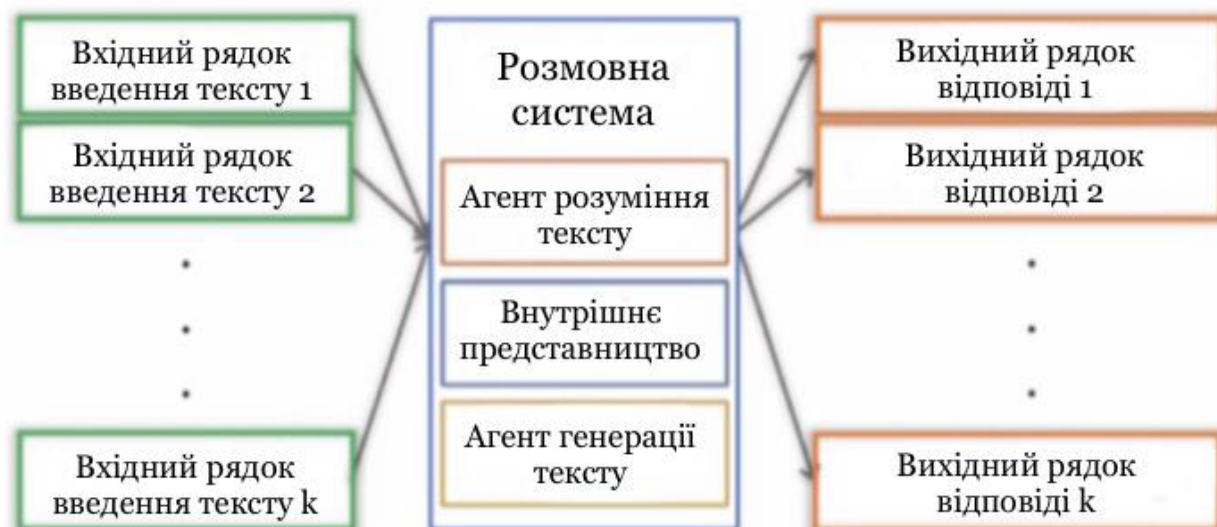 Вхідний рядок
введення тексту 1
Вхідний рядок
введення тексту 2
Вхідний рядок
введення тексту k
Розмовна
система
Агент розуміння
тексту
Внутрішнє
представництво
Агент генерації
тексту
Вихідний рядок
відповіді 1
Вихідний рядок
відповіді 2
Вихідний рядок
відповіді k